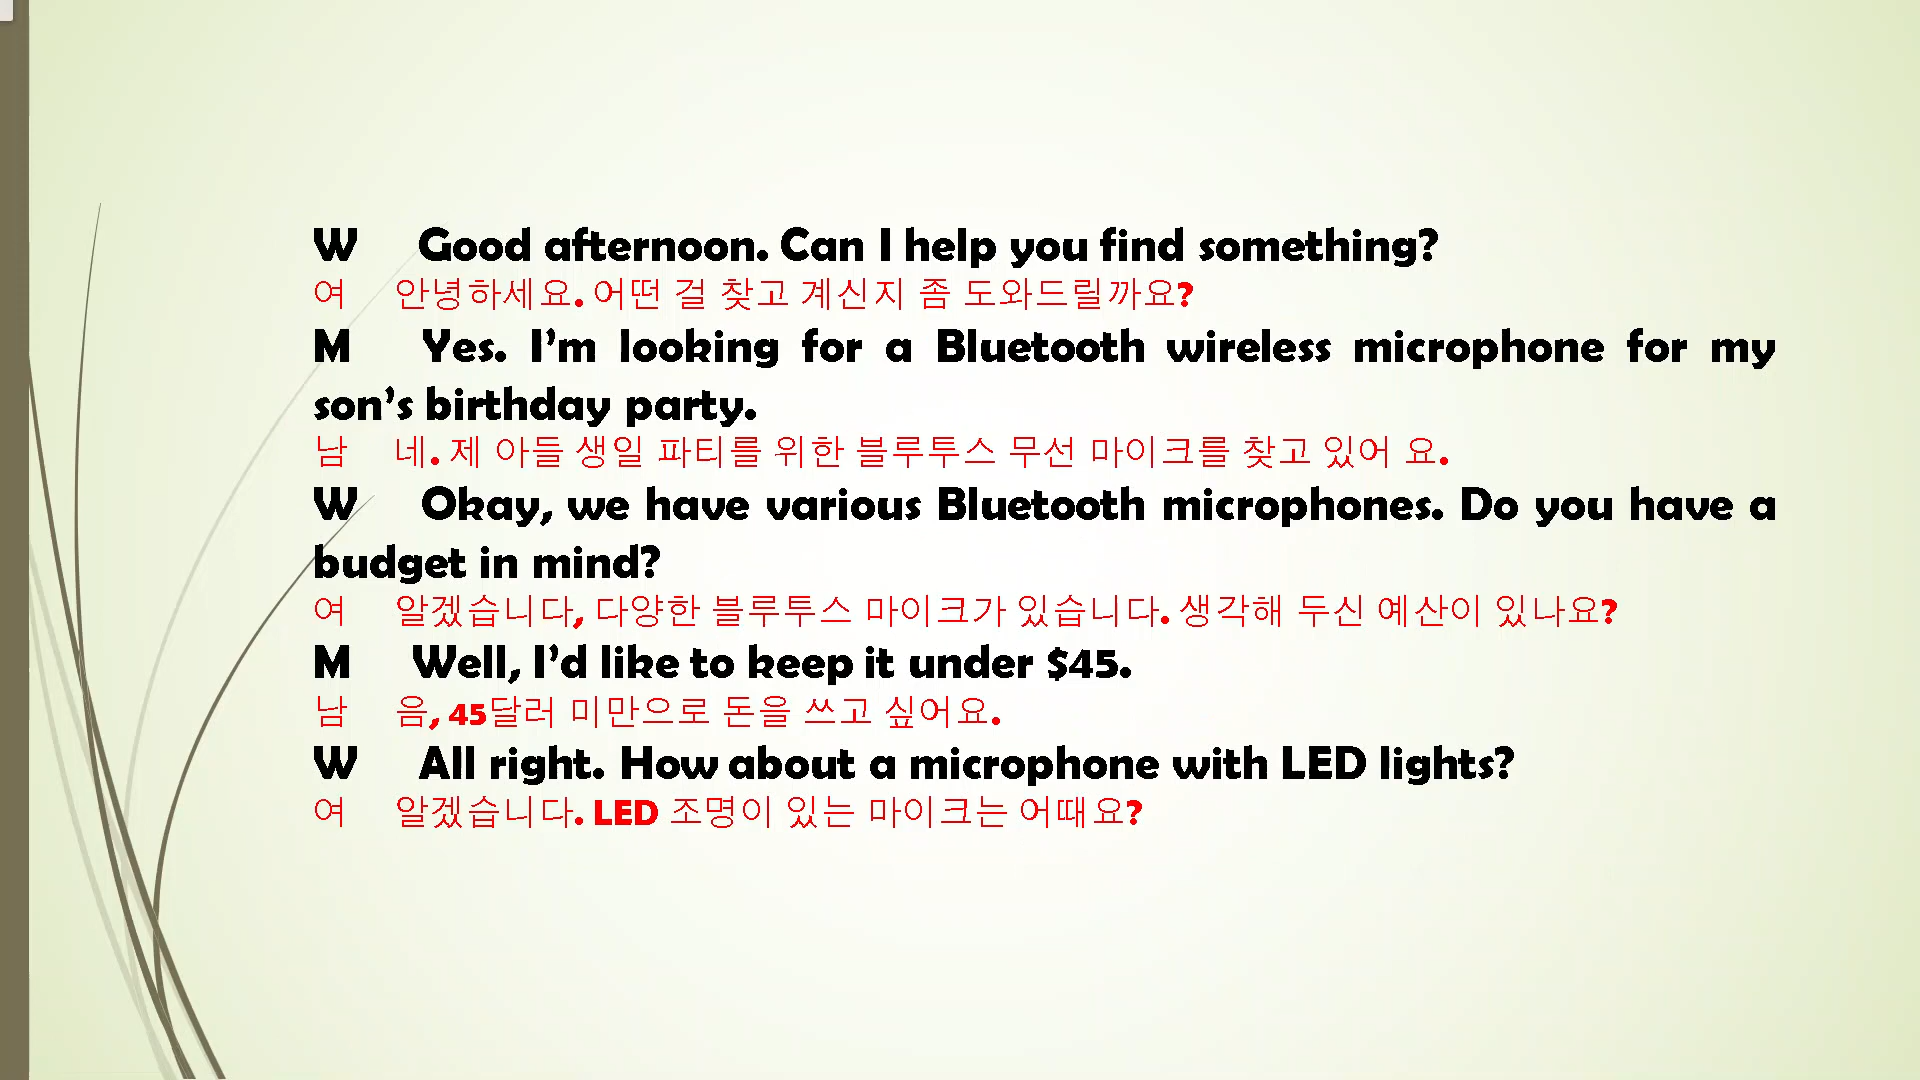 W Good afternoon. Can I help you find something?
여 안녕하세요. 어떤 걸 찾고 계신지 좀 도와드릴까요?
M Yes. I’m looking for a Bluetooth wireless microphone for my
son’s birthday party.
남 네. 제 아들 생일 파티를 위한 블루투스 무선 마이크를 찾고 있어 요.
W Okay, we have various Bluetooth microphones. Do you have a
budget in mind?
여 알겠습니다, 다양한 블루투스 마이크가 있습니다. 생각해 두신 예산이 있나요?
M Well, I’d like to keep it under $45.
남 음, 45달러 미만으로 돈을 쓰고 싶어요.
W All right. How about a microphone with LED lights?
여 알겠습니다. LED 조명이 있는 마이크는 어때요?